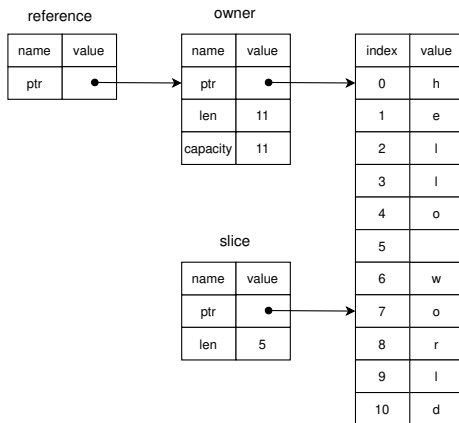 reference
name value
ptr
owner
name value
ptr
len 11
capacity 11
slice
name value
ptr
len 5
index value
0 h
1 e
2 l
3 l
4 o
5
6 w
7 o
8 r
9 l
10 d